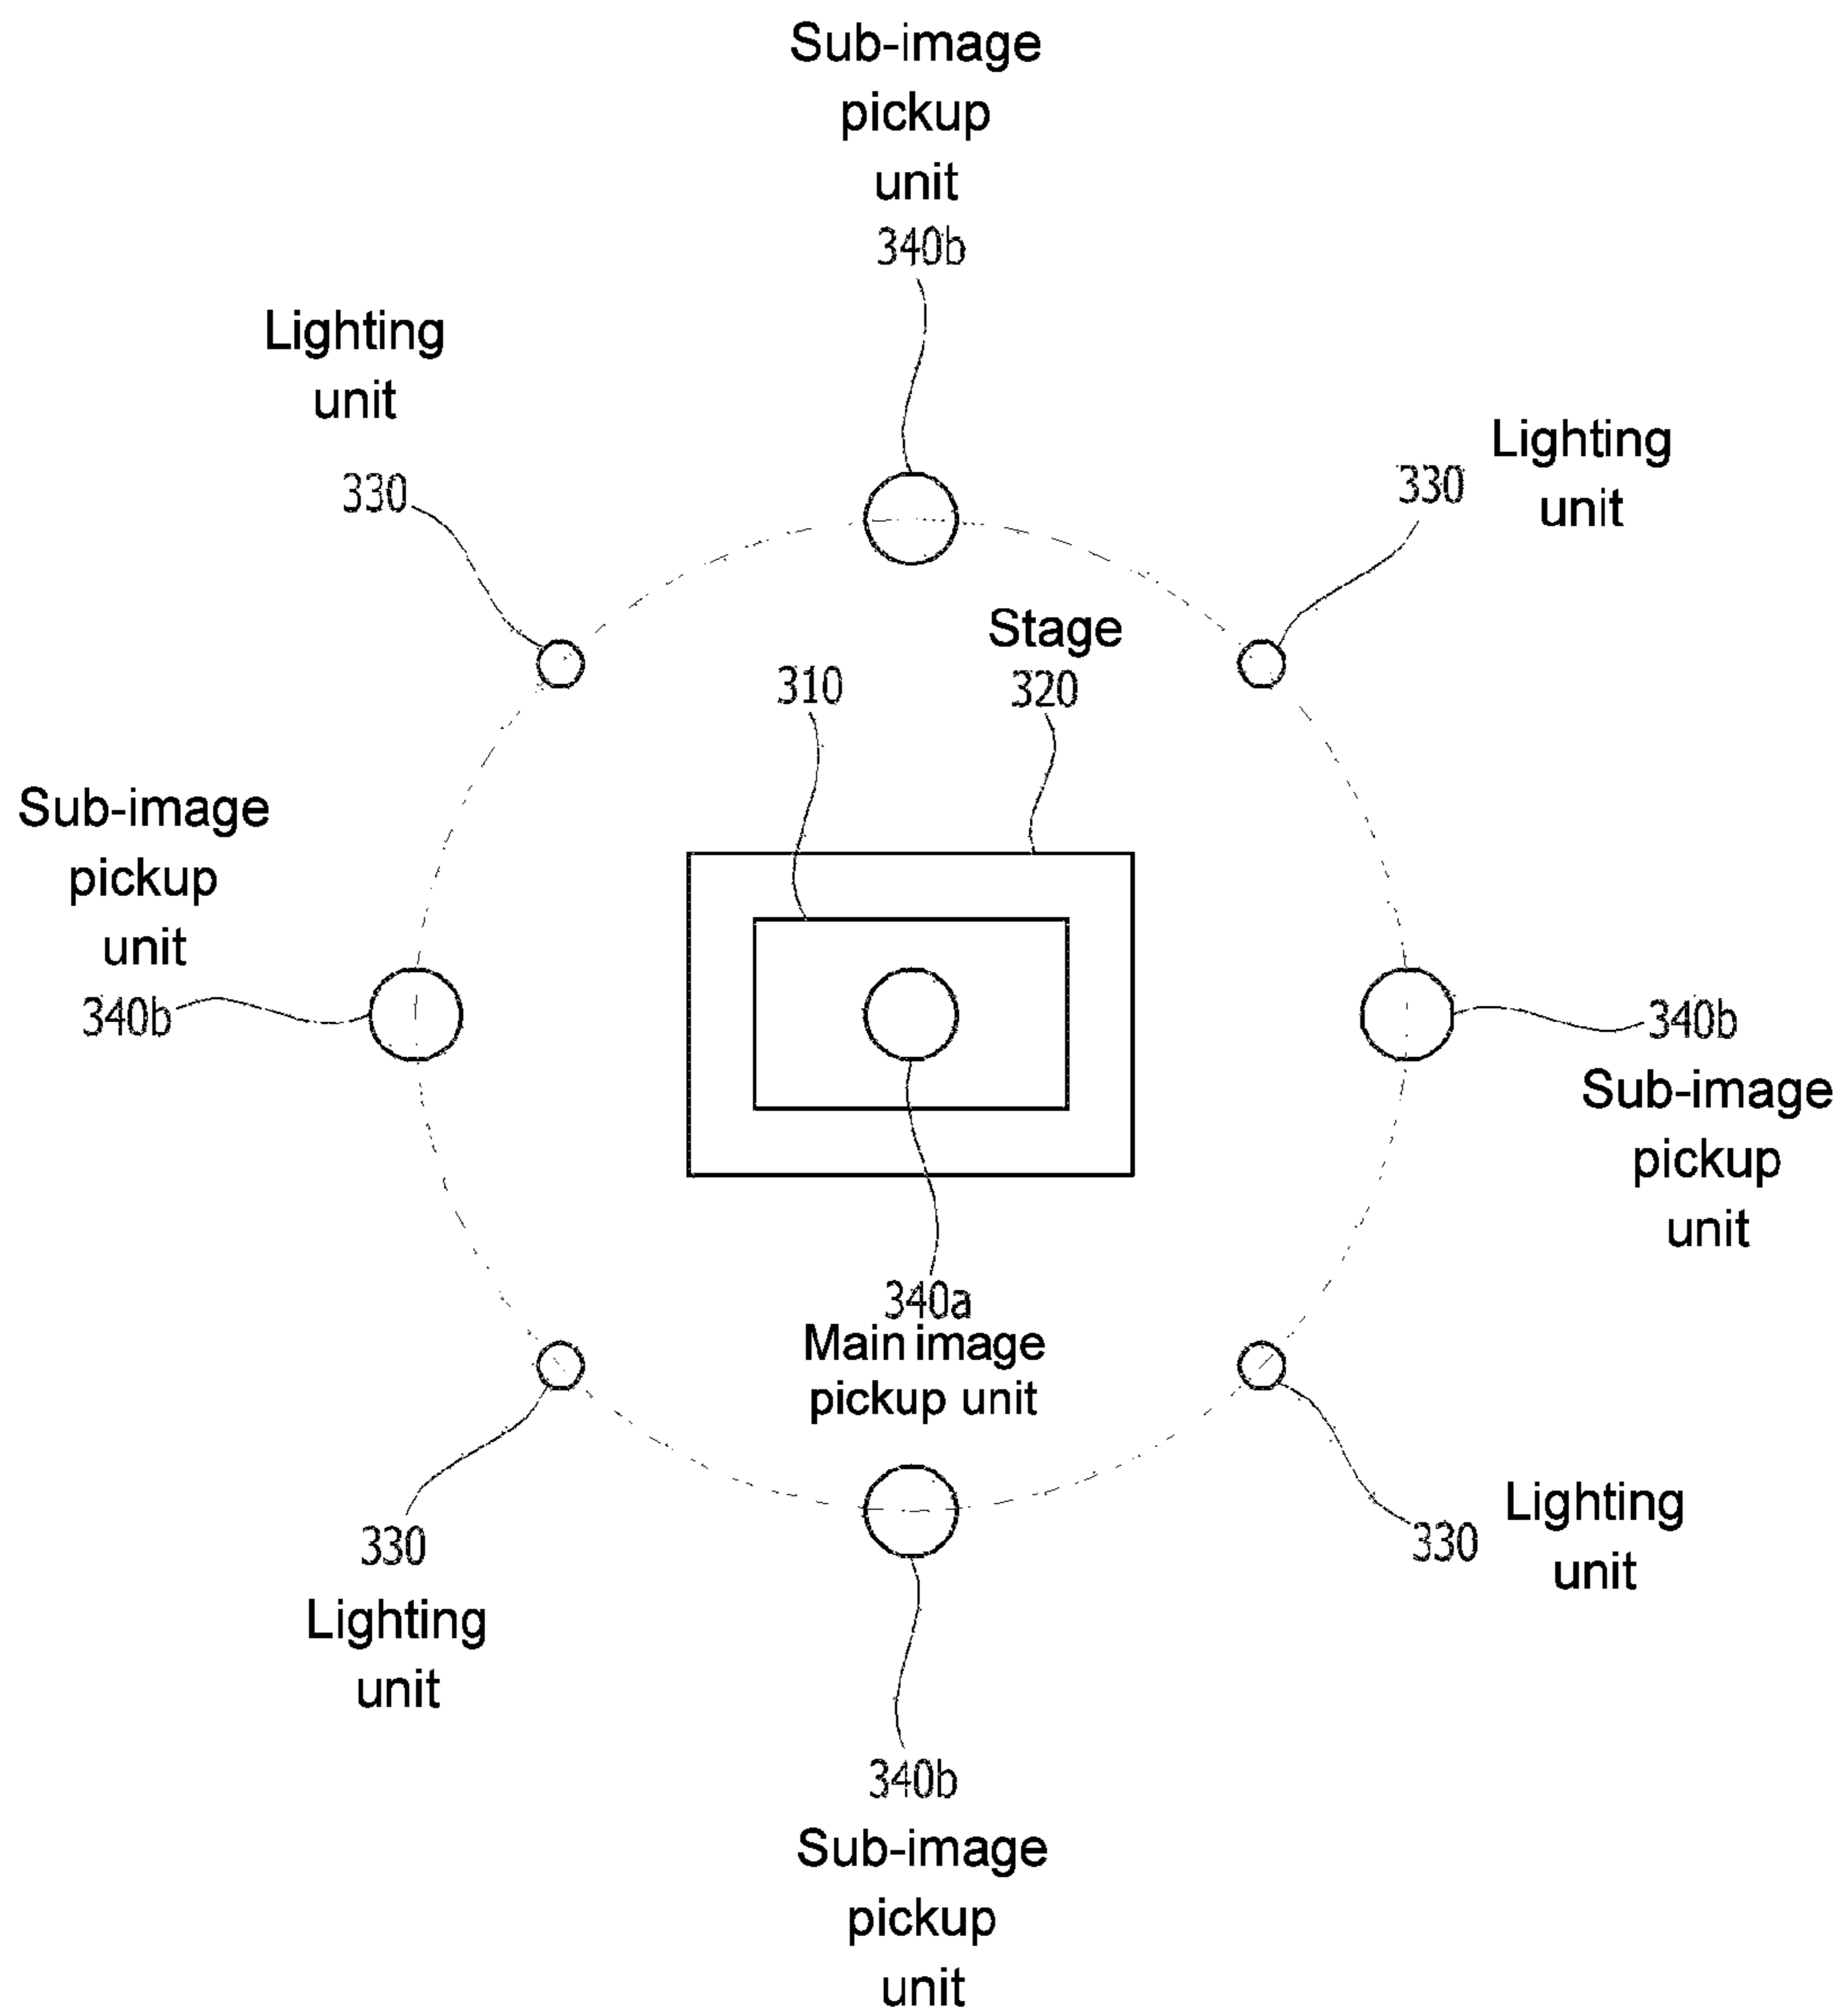 Sub-image
pickup
unit
340b
Lighting
unit
330
Lighting
unit
330
Stage
320
310
Sub-image
pickup
unit
340b
340b
Sub-image
pickup
unit
340a
Main image
pickup unit
330
Lighting
unit
330
Lighting
unit
340b
Sub-image
pickup
unit